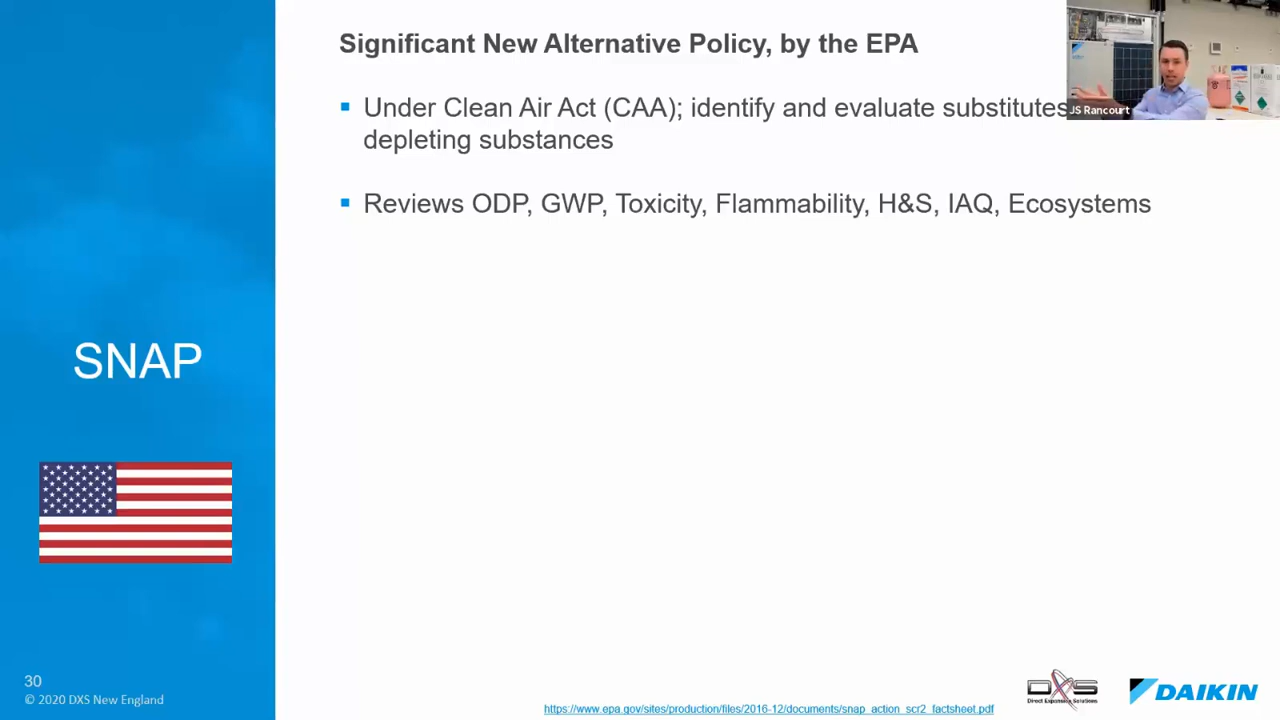 Significant New Alternative Policy, by the EPA
JS Rancourt
▪ Under Clean Air Act (CAA); identify and evaluate substitutes
depleting substances
▪ Reviews ODP, GWP, Toxicity, Flammability, H&S, IAQ, Ecosystems
SNAP
30
© 2020 DXS New England
https://www.epa.gov/sites/production/files/2016-12/documents/snap_action_scr2_factsheet.pdf
DXS
Direct Expansion Solutions
DAIKIN